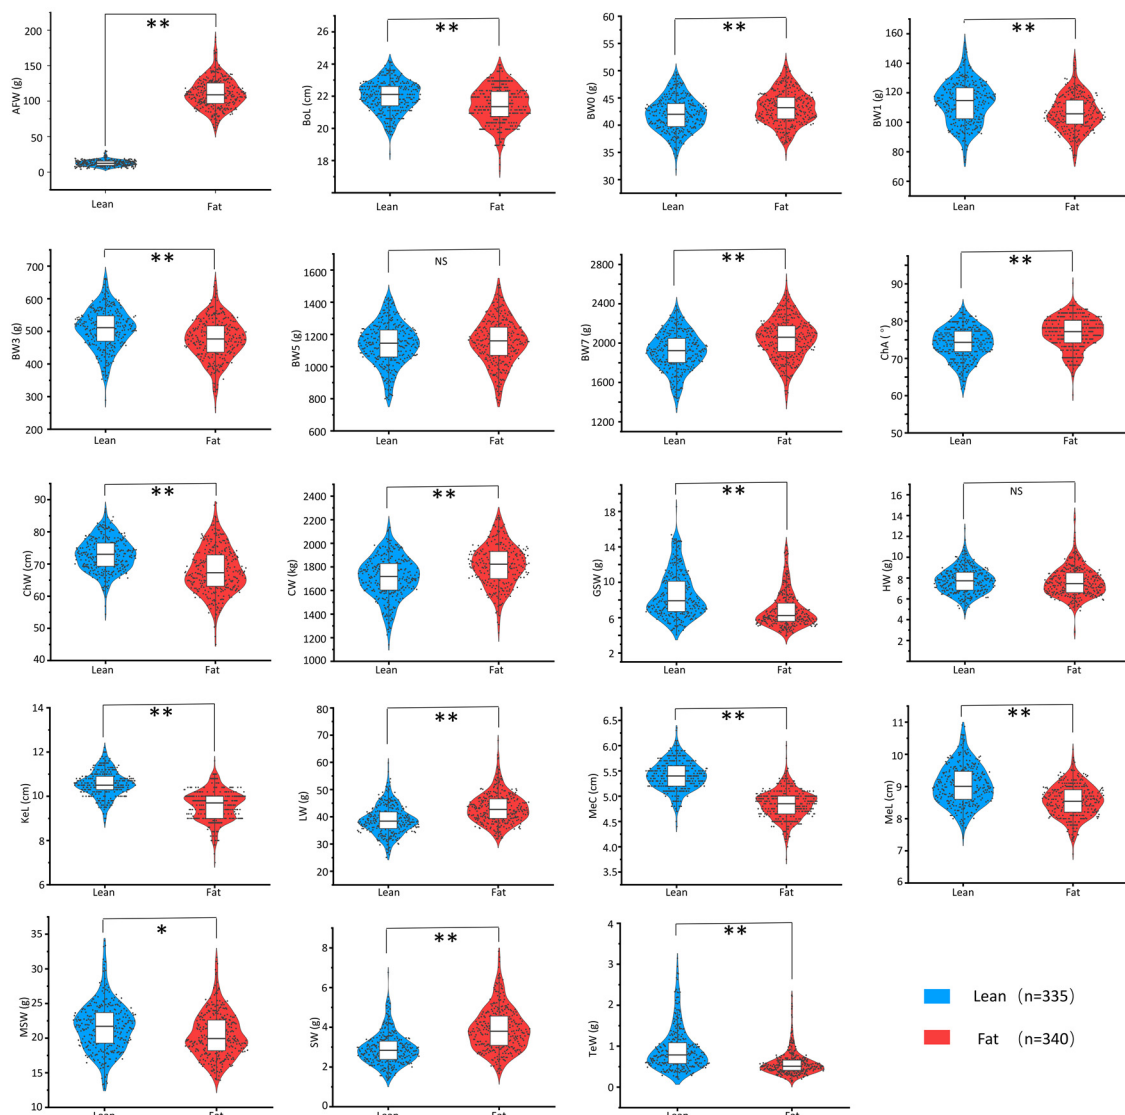 **
AFW (g)
200
150
100
50
0
Lean
Fat
**
BoL (cm)
26
24
22
20
18
Lean
Fat
**
BW0 (g)
60
55
50
45
40
35
30
Lean
Fat
**
BW1 (g)
160
140
120
100
80
60
Lean
Fat
**
BW3 (g)
700
600
500
400
300
200
Lean
Fat
NS
BW5 (g)
1600
1400
1200
1000
800
600
Lean
Fat
**
BW7 (g)
2800
2400
2000
1600
1200
Lean
Fat
**
ChA ( °)
90
80
70
60
50
Lean
Fat
**
ChW (cm)
90
80
70
60
50
40
Lean
Fat
**
CW (kg)
2400
2200
2000
1800
1600
1400
1200
1000
Lean
Fat
**
GSW (g)
18
14
10
6
2
Lean
Fat
NS
HW (g)
16
14
12
10
8
6
4
2
0
Lean
Fat
**
KeL (cm)
14
12
10
8
6
Lean
Fat
**
LW (g)
80
70
60
50
40
30
20
Lean
Fat
**
MeC (cm)
6.5
6.0
5.5
5.0
4.5
4.0
3.5
Lean
Fat
**
MeL (cm)
11
10
9
8
7
6
Lean
Fat
*
MSW (g)
35
30
25
20
15
10
Lean
Fat
**
SW (g)
8
6
4
2
0
Lean
Fat
**
TeW (g)
4
3
2
1
0
Lean
Fat
Lean （n=335）
Fat （n=340）